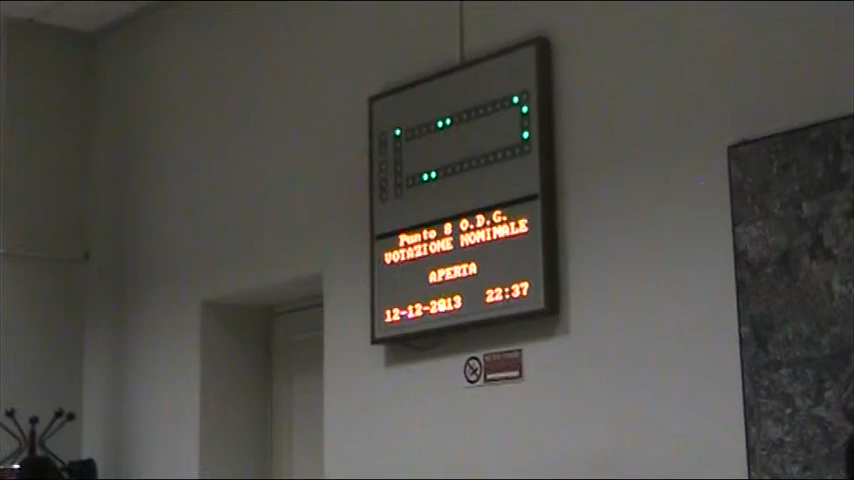 Punto 8 O.D.G.
VOTAZIONE NOMINALE
APERTA
12-12-2013 22:37